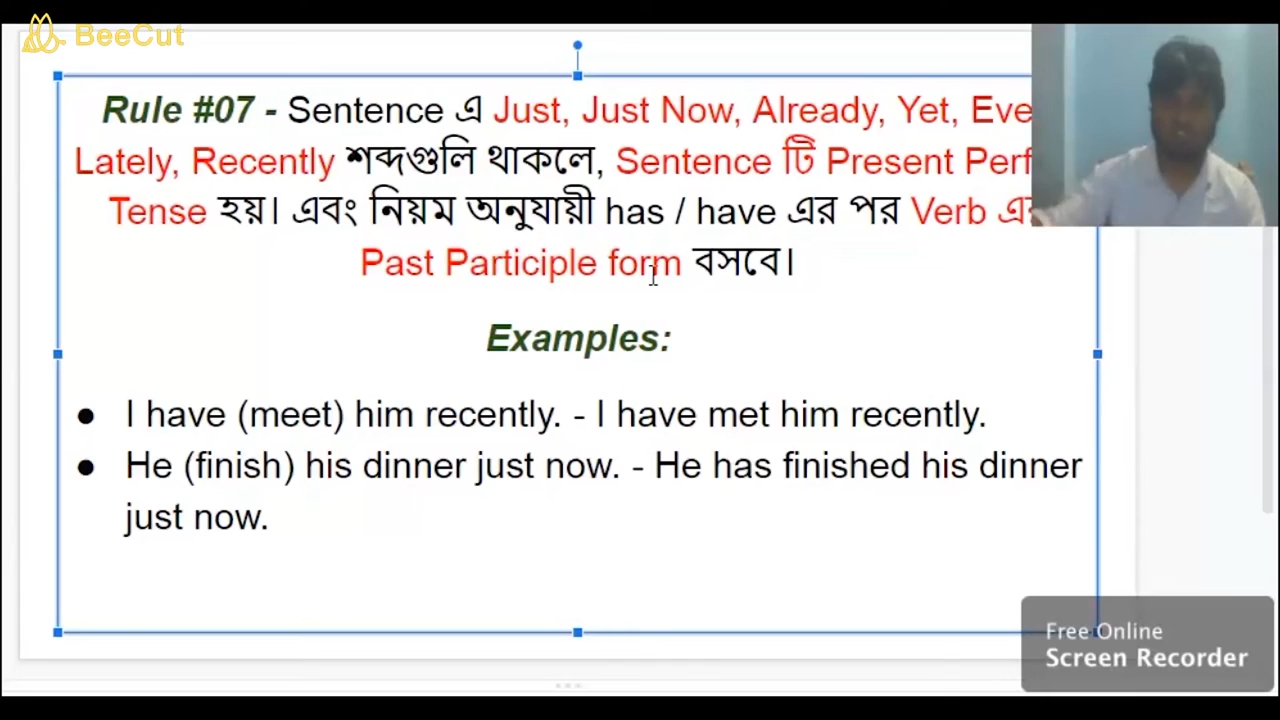 BeeCut
Rule #07 - Sentence এ Just, Just Now, Already, Yet,
Lately, Recently শব্দগুলি থাকলে, Sentence টি Present
Tense হয়। এবং নিয়ম অনুযায়ী has / have এর পর Verb
Past Participle form বসবে।
Examples:
● I have (meet) him recently. - I have met him recently.
● He (finish) his dinner just now. - He has finished his dinner
just now.
Free Online
Screen Recorder